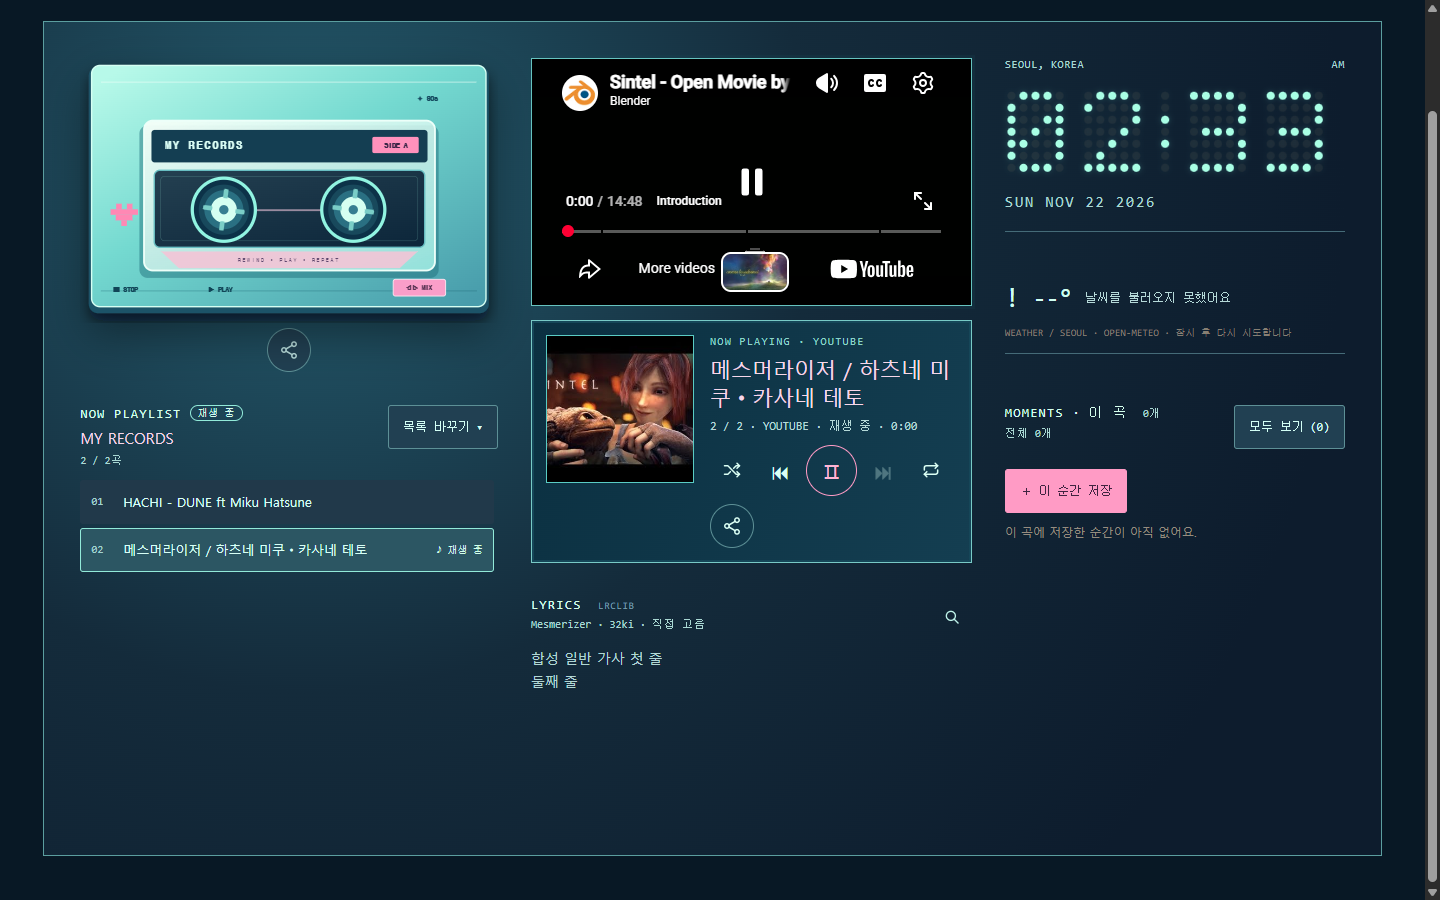 + 90s
MY RECORDS
SIDE A
REWIND • PLAY • REPEAT
STOP
PLAY
MIX
NOW PLAYLIST 재생 중
MY RECORDS
2 / 2곡
목록 바꾸기 ▾
01 HACHI - DUNE ft Miku Hatsune
02 메스머라이저 / 하츠네 미쿠 • 카사네 테토 ♪ 재생 중
Sintel - Open Movie by
Blender
CC
0:00 / 14:48 Introduction
More videos
YouTube
INTEL
NOW PLAYING · YOUTUBE
메스머라이저 / 하츠네 미
쿠 • 카사네 테토
2 / 2 · YOUTUBE · 재생 중 · 0:00
LYRICS LRCLIB
Mesmerizer · 32ki · 직접 고음
합성 일반 가사 첫 줄
둘째 줄
SEOUL, KOREA AM
02:33
SUN NOV 22 2026
! --° 날씨를 불러오지 못했어요
WEATHER / SEOUL · OPEN-METEO · 잠시 후 다시 시도합니다
MOMENTS · 이 곡 0개
전체 0개
모두 보기 (0)
+ 이 순간 저장
이 곡에 저장한 순간이 아직 없어요.